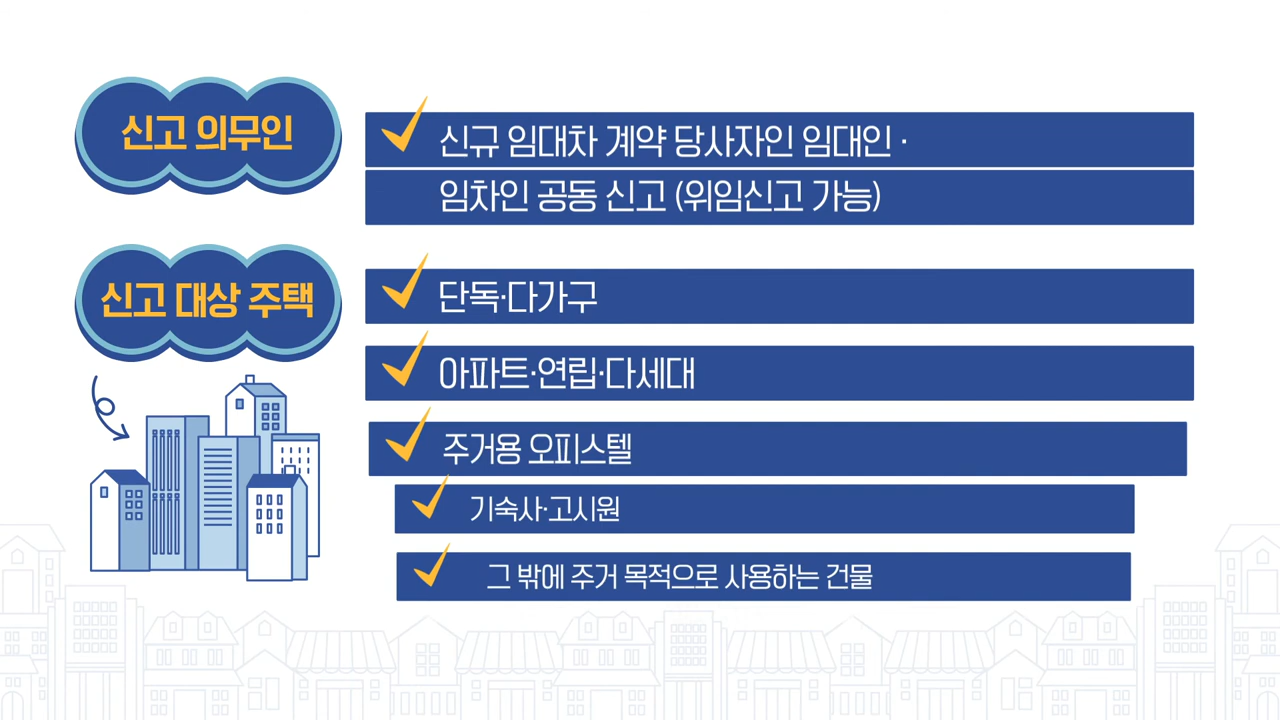 신고 의무인
신규 임대차 계약 당사자인 임대인 ·
임차인 공동 신고 (위임신고 가능)
신고 대상 주택
단독·다가구
아파트·연립·다세대
주거용 오피스텔
기숙사·고시원
그 밖에 주거 목적으로 사용하는 건물